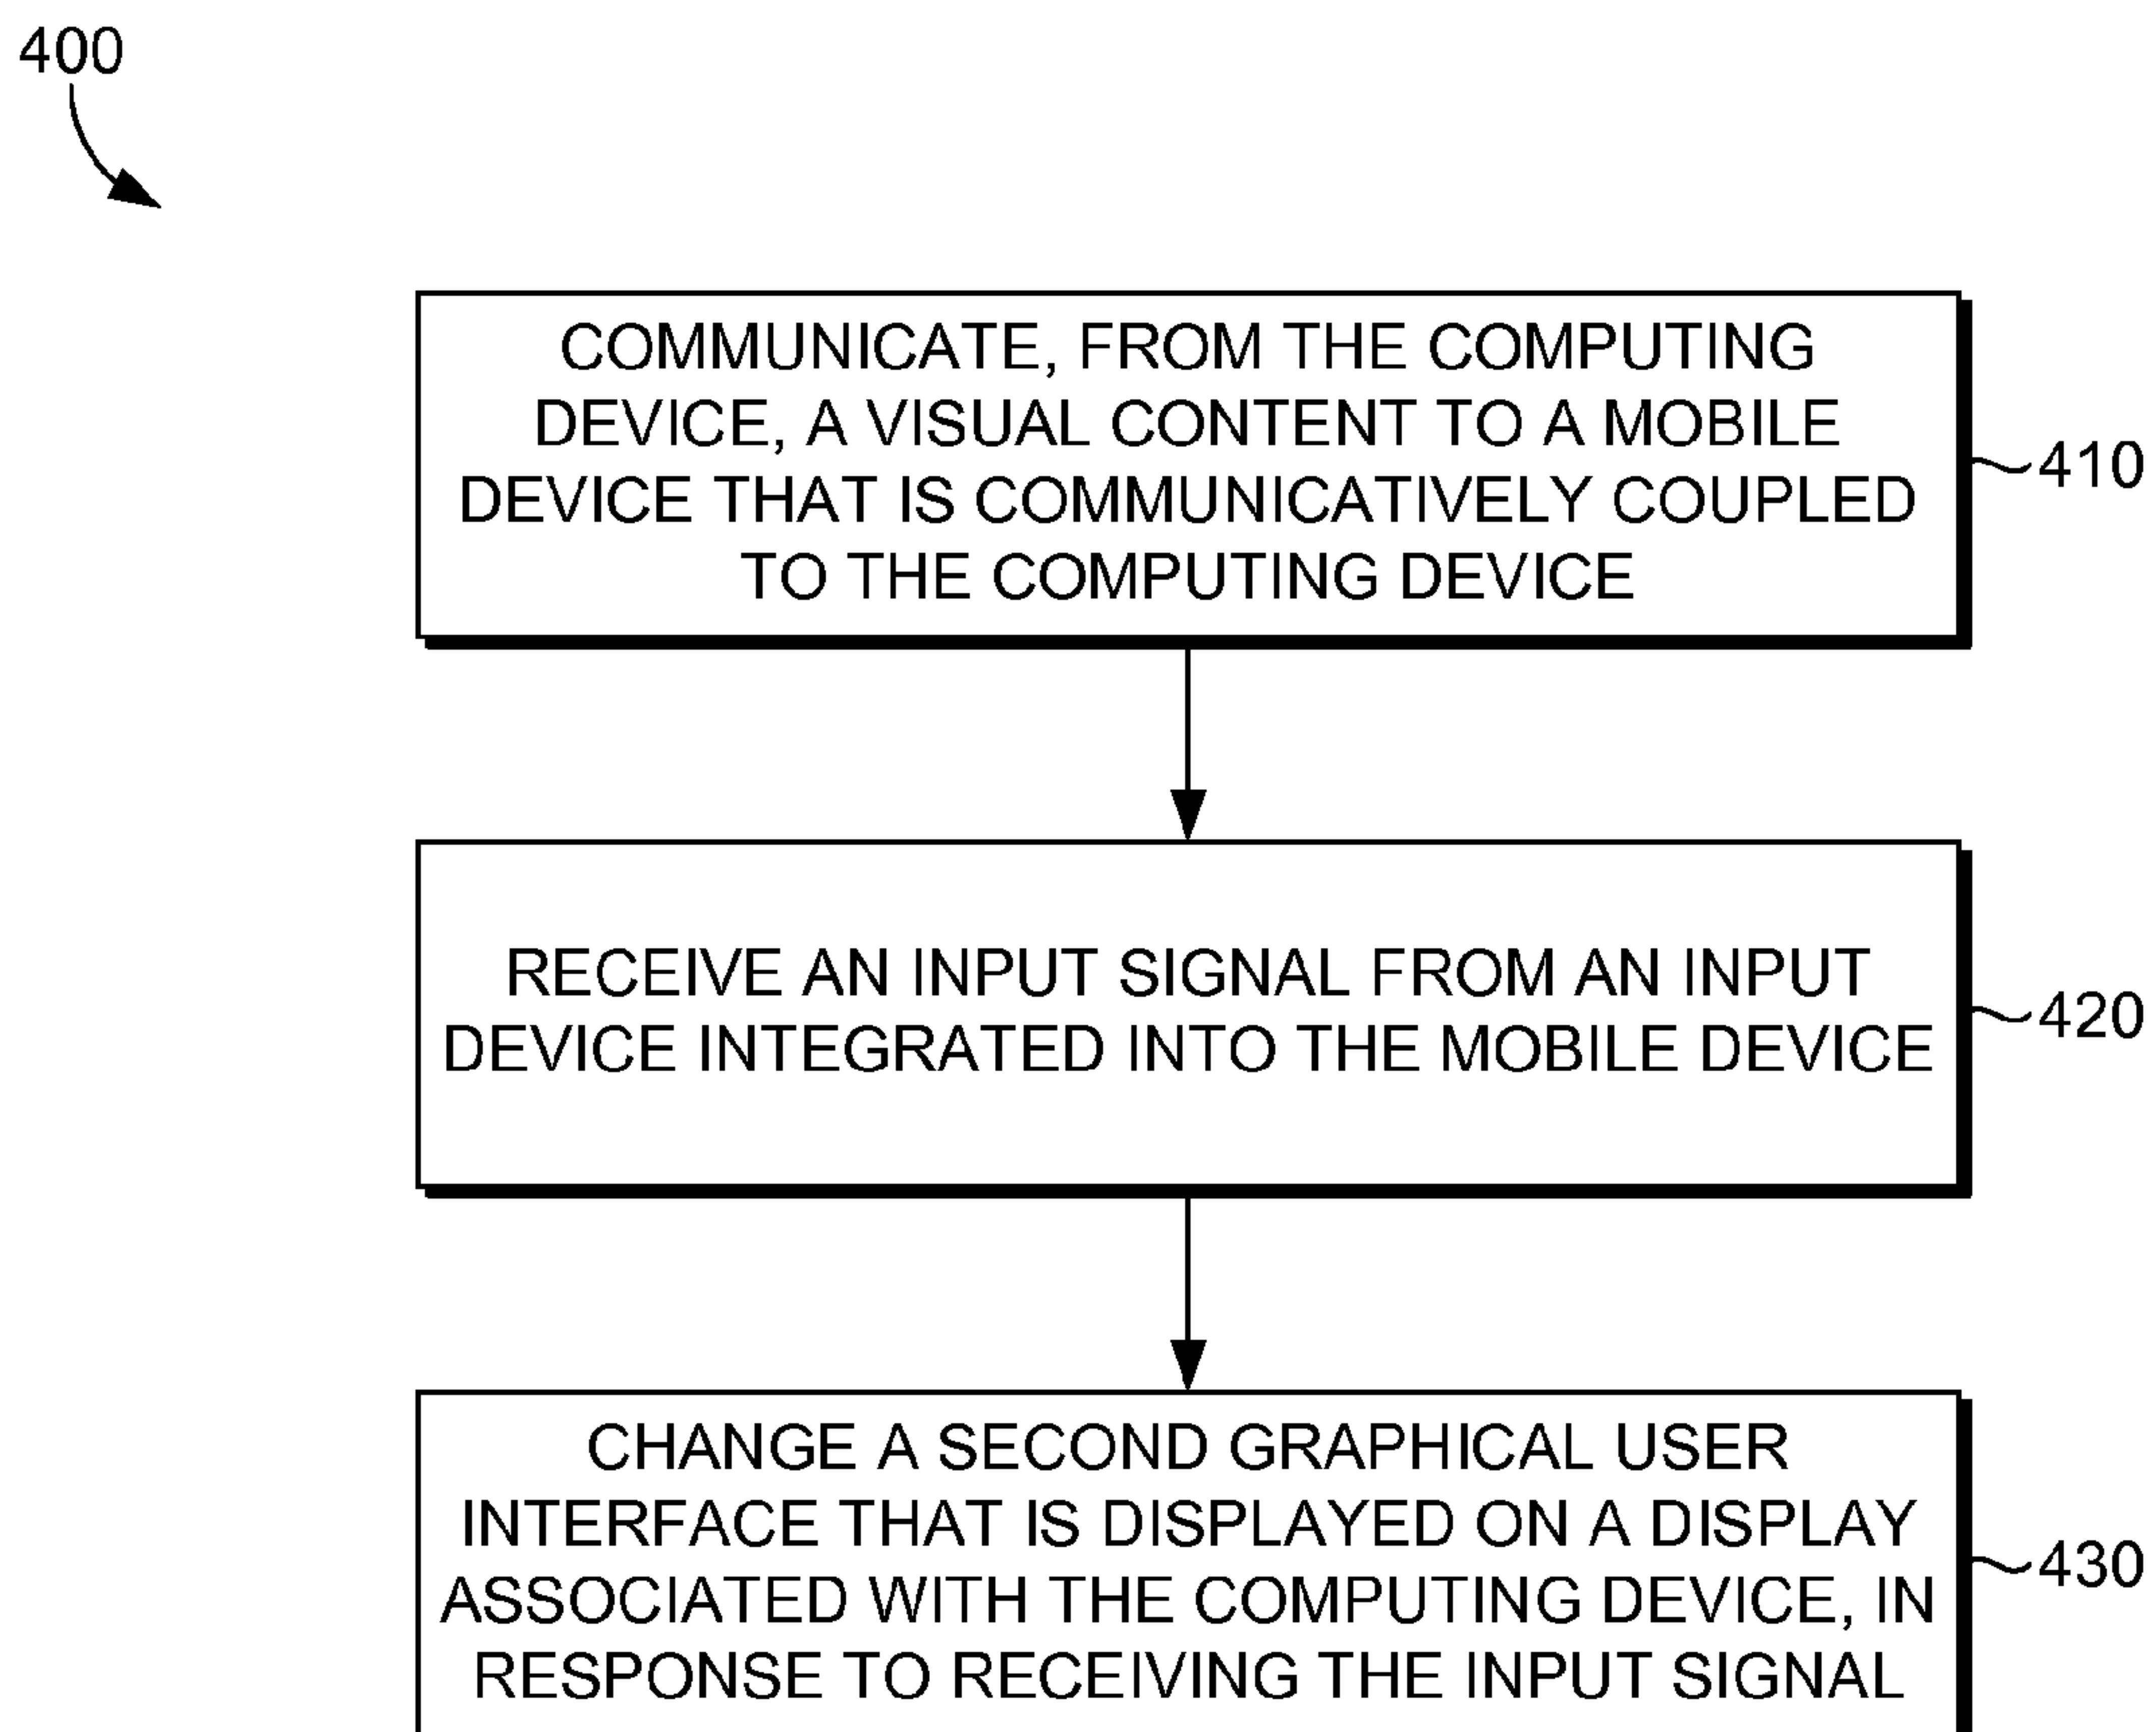 400
COMMUNICATE, FROM THE COMPUTING
DEVICE, A VISUAL CONTENT TO A MOBILE
DEVICE THAT IS COMMUNICATIVELY COUPLED
TO THE COMPUTING DEVICE
410
RECEIVE AN INPUT SIGNAL FROM AN INPUT
DEVICE INTEGRATED INTO THE MOBILE DEVICE
420
CHANGE A SECOND GRAPHICAL USER
INTERFACE THAT IS DISPLAYED ON A DISPLAY
ASSOCIATED WITH THE COMPUTING DEVICE, IN
RESPONSE TO RECEIVING THE INPUT SIGNAL
430